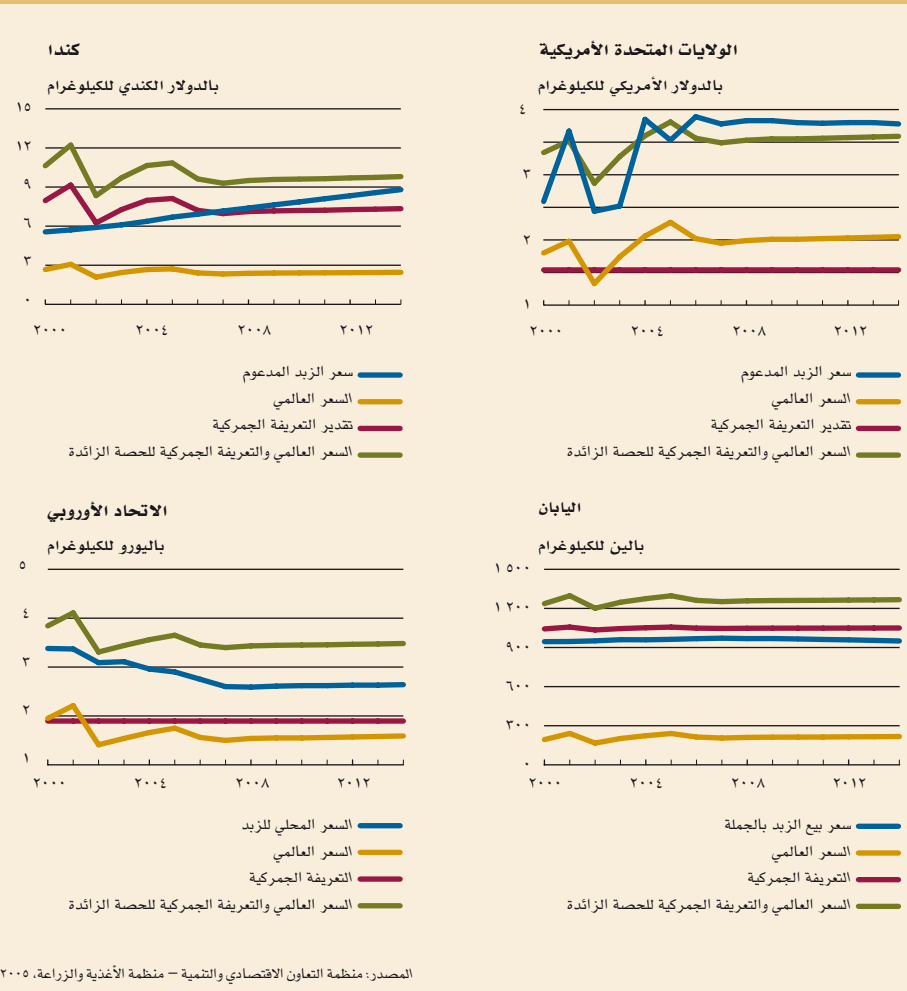 الولايات المتحدة الأمريكية
بالدولار الأمريكي للكيلوغرام
٤
٣
٢
١
٢٠٠٠ ٢٠٠٤ ٢٠٠٨ ٢٠١٢
سعر الزبد المدعوم
السعر العالمي
تقدير التعريفة الجمركية
السعر العالمي والتعريفة الجمركية للحصة الزائدة
كندا
بالدولار الكندي للكيلوغرام
١٥
١٢
٩
٦
٣
٠
٢٠٠٠ ٢٠٠٤ ٢٠٠٨ ٢٠١٢
سعر الزبد المدعوم
السعر العالمي
تقدير التعريفة الجمركية
السعر العالمي والتعريفة الجمركية للحصة الزائدة
اليابان
بالين للكيلوغرام
١ ٥٠٠
١ ٢٠٠
٩٠٠
٦٠٠
٣٠٠
٠
٢٠٠٠ ٢٠٠٤ ٢٠٠٨ ٢٠١٢
سعر بيع الزبد بالجملة
السعر العالمي
التعريفة الجمركية
السعر العالمي والتعريفة الجمركية للحصة الزائدة
الاتحاد الأوروبي
باليورو للكيلوغرام
٥
٤
٣
٢
١
٢٠٠٠ ٢٠٠٤ ٢٠٠٨ ٢٠١٢
السعر المحلي للزبد
السعر العالمي
التعريفة الجمركية
السعر العالمي والتعريفة الجمركية للحصة الزائدة
المصدر: منظمة التعاون الاقتصادي والتنمية – منظمة الأغذية والزراعة، ٢٠٠٥